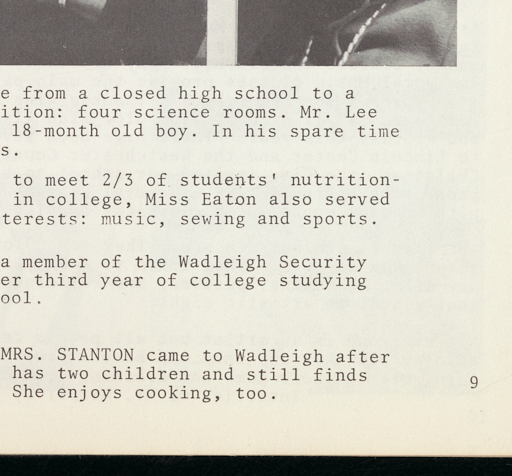 e from a closed high school to a
ition: four science rooms. Mr. Lee
18-month old boy. In his spare time
s.
to meet 2/3 of students' nutrition-
in college, Miss Eaton also served
terests: music, sewing and sports.
a member of the Wadleigh Security
er third year of college studying
ool.
MRS. STANTON came to Wadleigh after
has two children and still finds
She enjoys cooking, too.
9